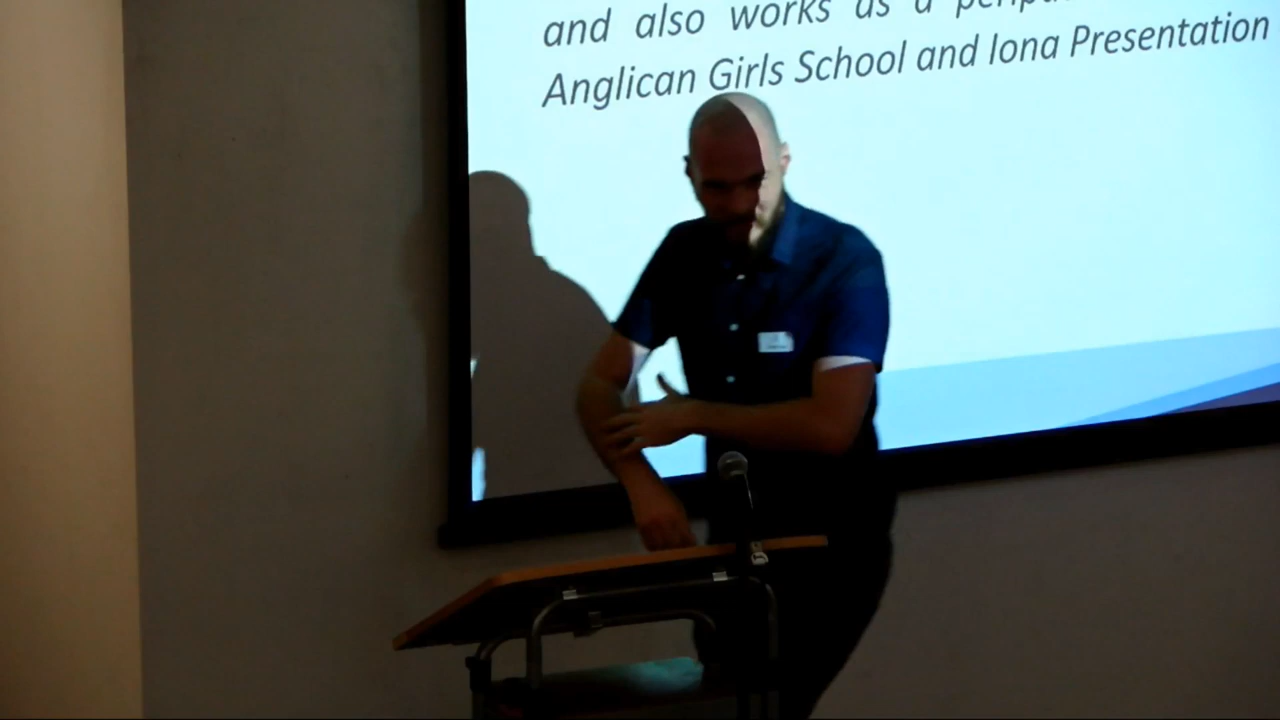 and also works as a
Anglican Girls School and Iona Presentation